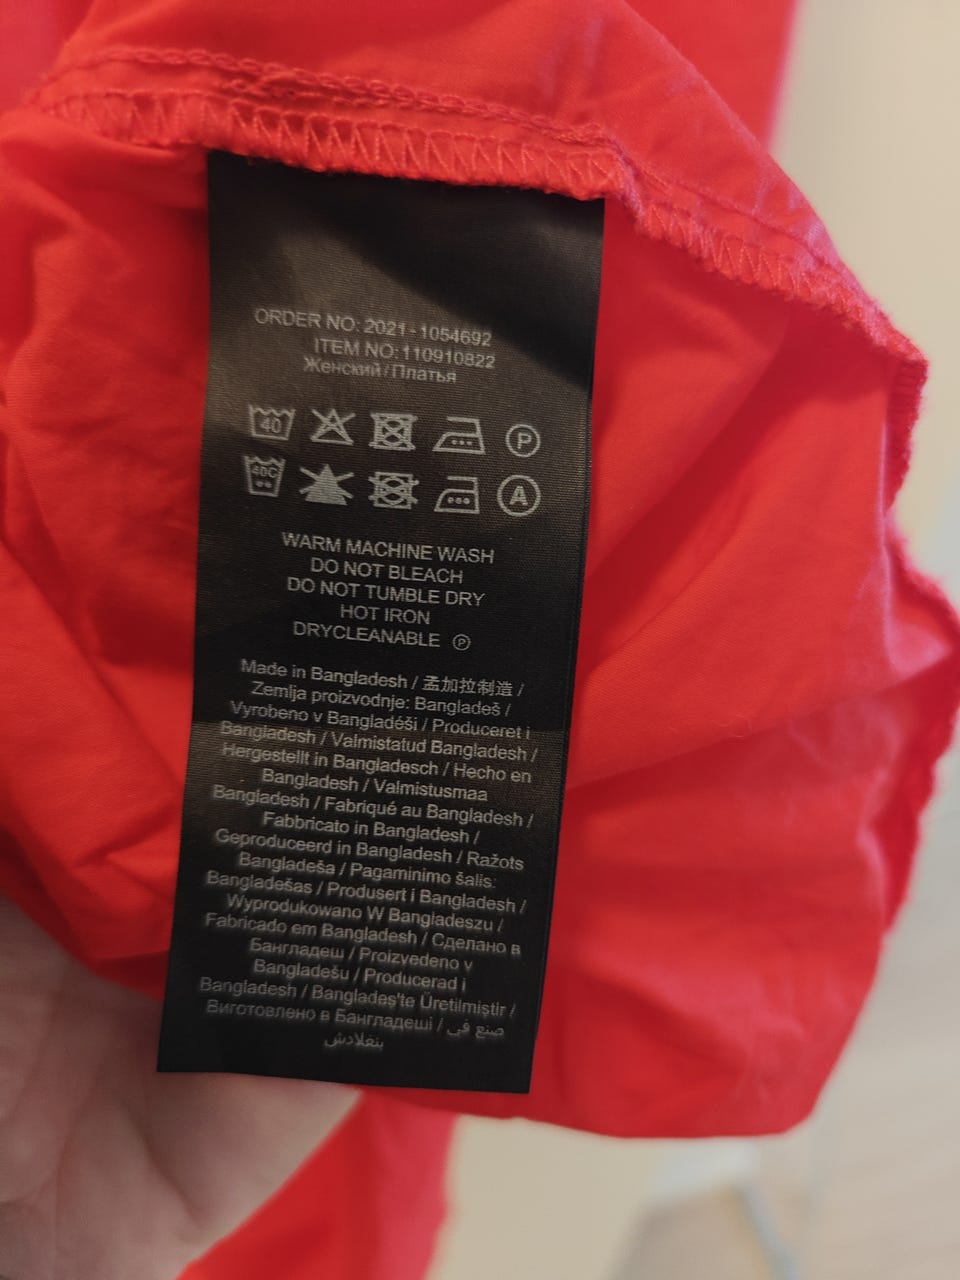 ORDER NO: 2021-1054692
ITEM NO:110910822
Женский/Платья
40 P
40C A
WARM MACHINE WASH
DO NOT BLEACH
DO NOT TUMBLE DRY
HOT IRON
DRYCLEANABLE Ⓟ
Made in Bangladesh / 孟加拉制造 /
Zemlja proizvodnje: Bangladeš /
Vyrobeno v Bangladéši / Produceret i
Bangladesh / Valmistatud Bangladesh /
Hergestellt in Bangladesch / Hecho en
Bangladesh / Valmistusmaa
Bangladesh / Fabriqué au Bangladesh /
Fabbricato in Bangladesh /
Geproduceerd in Bangladesh / Ražots
Bangladeša / Pagaminimo šalis:
Bangladešas / Produsert i Bangladesh /
Wyprodukowano W Bangladeszu /
Fabricado em Bangladesh / Сделано в
Бангладеш / Proizvedeno v
Bangladešu / Producerad i
Bangladesh / Banglades'te Üretilmiştir /
Виготовлено в Бангладеші / صنع في
بنغلادش